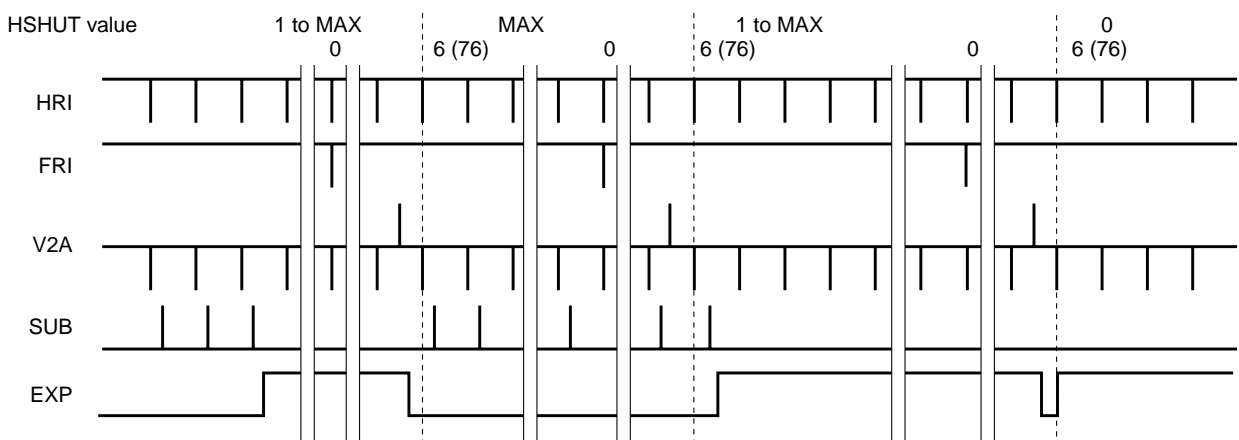 HSHUT value 1 to MAX MAX 1 to MAX 0
0 6 (76) 0 6 (76) 0 6 (76)
HRI
FRI
V2A
SUB
EXP